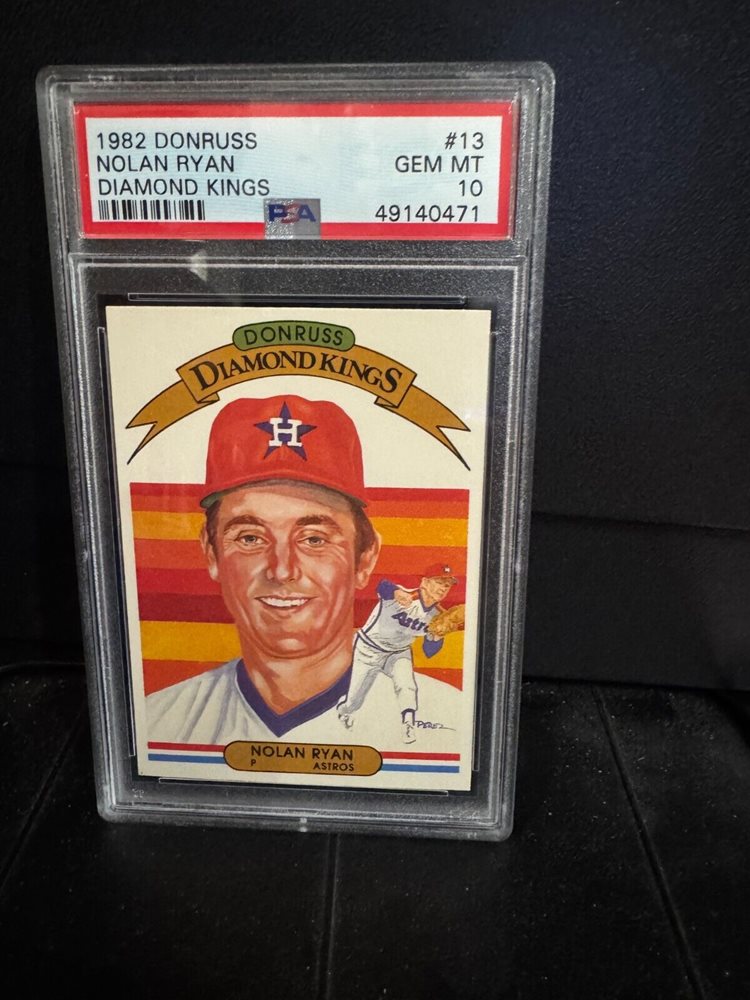 1982 DONRUSS #13
NOLAN RYAN GEM MT
DIAMOND KINGS 10
PSA 49140471
DONRUSS
DIAMOND KINGS
H
H
Astr
PEREZ
NOLAN RYAN
P ASTROS